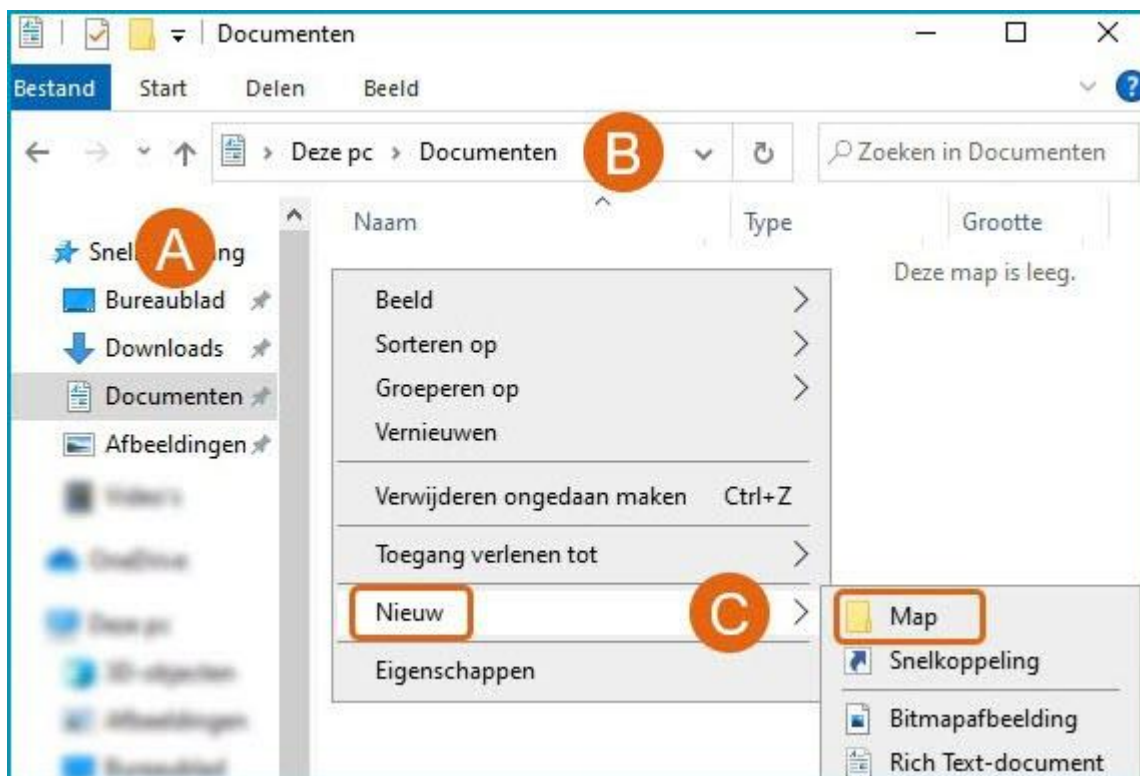 Documenten
Bestand Start Delen Beeld
Deze pc Documenten B Zoeken in Documenten
A
Naam Type Grootte
Bureaublad
Downloads
Documenten
Afbeeldingen
Deze map is leeg.
Beeld
Sorteren op
Groeperen op
Vernieuwen
Verwijderen ongedaan maken Ctrl+Z
Toegang verlenen tot
Nieuw C
Eigenschappen
Map
Snelkoppeling
Bitmapafbeelding
Rich Text-document